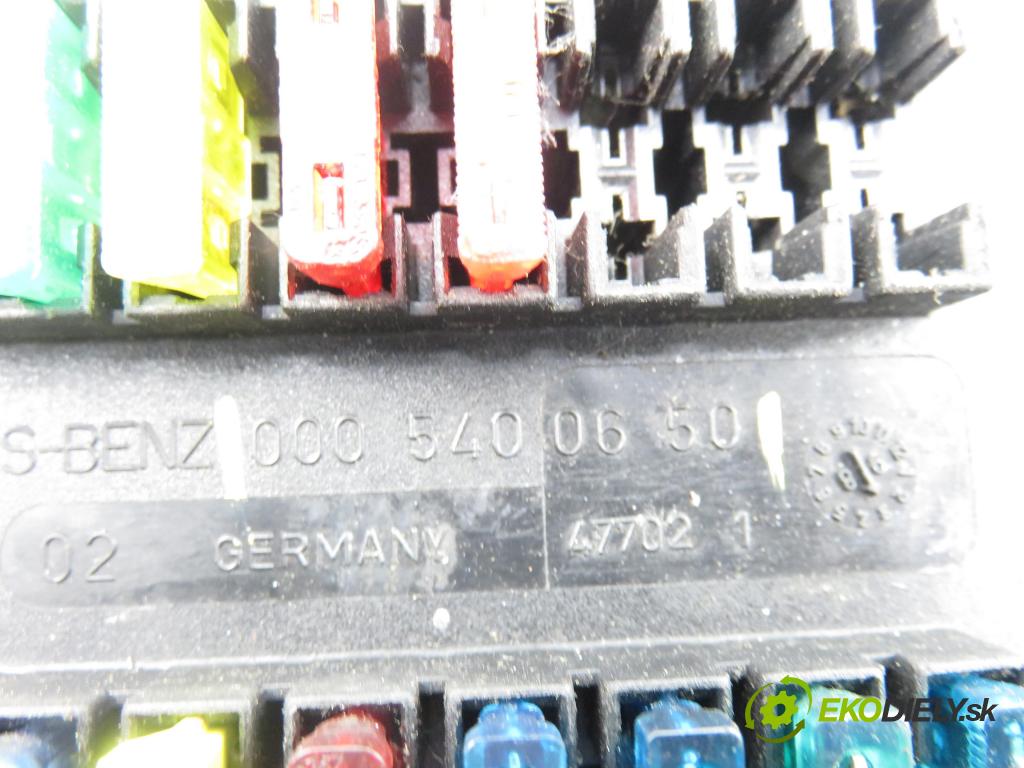 S-BENZ 000 540 06 50
02 GERMANY 47702 1
EKODIELY.sk